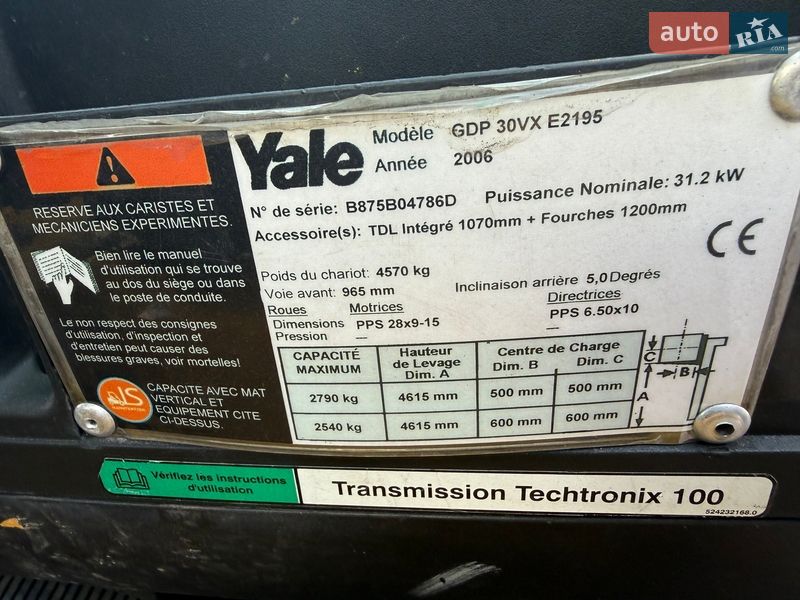 auto RIA .com
Yale
Modèle GDP 30VX E2195
Année 2006
N° de série: B875B04786D Puissance Nominale: 31.2 kW
Accessoire(s): TDL Intégré 1070mm + Fourches 1200mm
CE
RESERVE AUX CARISTES ET
MECANICIENS EXPERIMENTES.
Bien lire le manuel
d'utilisation qui se trouve
au dos du siège ou dans
le poste de conduite.
Le non respect des consignes
d'utilisation, d'inspection et
d'entretien peut causer des
blessures graves, voir mortelles!
JS
CAPACITE AVEC MAT
VERTICAL ET
EQUIPEMENT CITE
CI-DESSUS.
Poids du chariot: 4570 kg
Voie avant: 965 mm Inclinaison arrière 5,0 Degrés
Roues Motrices Directrices
Dimensions PPS 28x9-15 PPS 6.50x10
Pression — —
CAPACITÉ MAXIMUM Hauteur de Levage Dim. A Centre de Charge Dim. B Dim. C
2790 kg 4615 mm 500 mm 500 mm
2540 kg 4615 mm 600 mm 600 mm
C
B
A
Vérifiez les instructions
d'utilisation
Transmission Techtronix 100
524232168.0